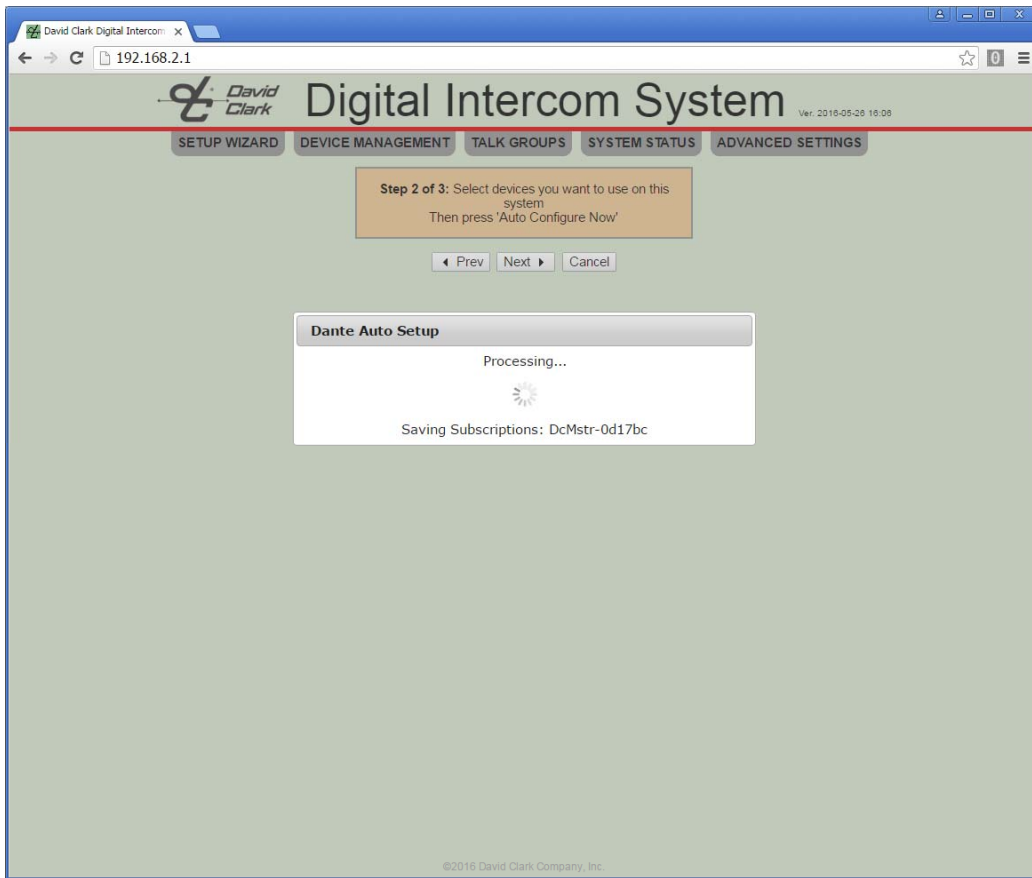 David Clark Digital Intercom
192.168.2.1
0
David Clark
Digital Intercom System
Ver. 2016-05-26 16:06
SETUP WIZARD DEVICE MANAGEMENT TALK GROUPS SYSTEM STATUS ADVANCED SETTINGS
Step 2 of 3: Select devices you want to use on this
system
Then press 'Auto Configure Now'
Prev Next Cancel
Dante Auto Setup
Processing...
Saving Subscriptions: DcMstr-0d17bc
©2016 David Clark Company, Inc.